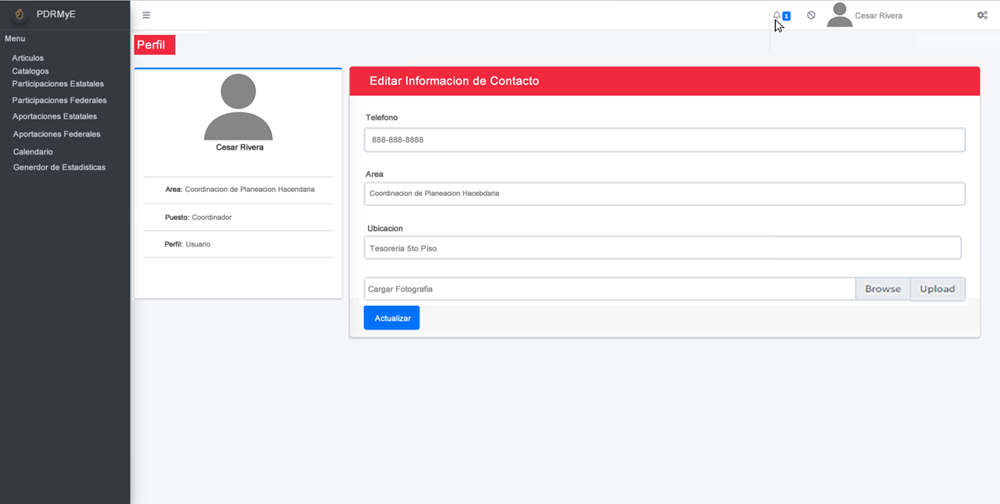 PDRMyE
1
Cesar Rivera
Menu
Articulos
Catalogos
Participaciones Estatales
Participaciones Federales
Aportaciones Estatales
Aportaciones Federales
Calendario
Generdor de Estadisticas
Perfil
Cesar Rivera
Area: Coordinacion de Planeacion Hacendaria
Puesto: Coordinador
Perfil: Usuario
Editar Informacion de Contacto
Telefono
888-888-8888
Area
Coordinacion de Planeacion Hacebdaria
Ubicacion
Tesoreria 5to Piso
Cargar Fotografia
Browse
Upload
Actualizar